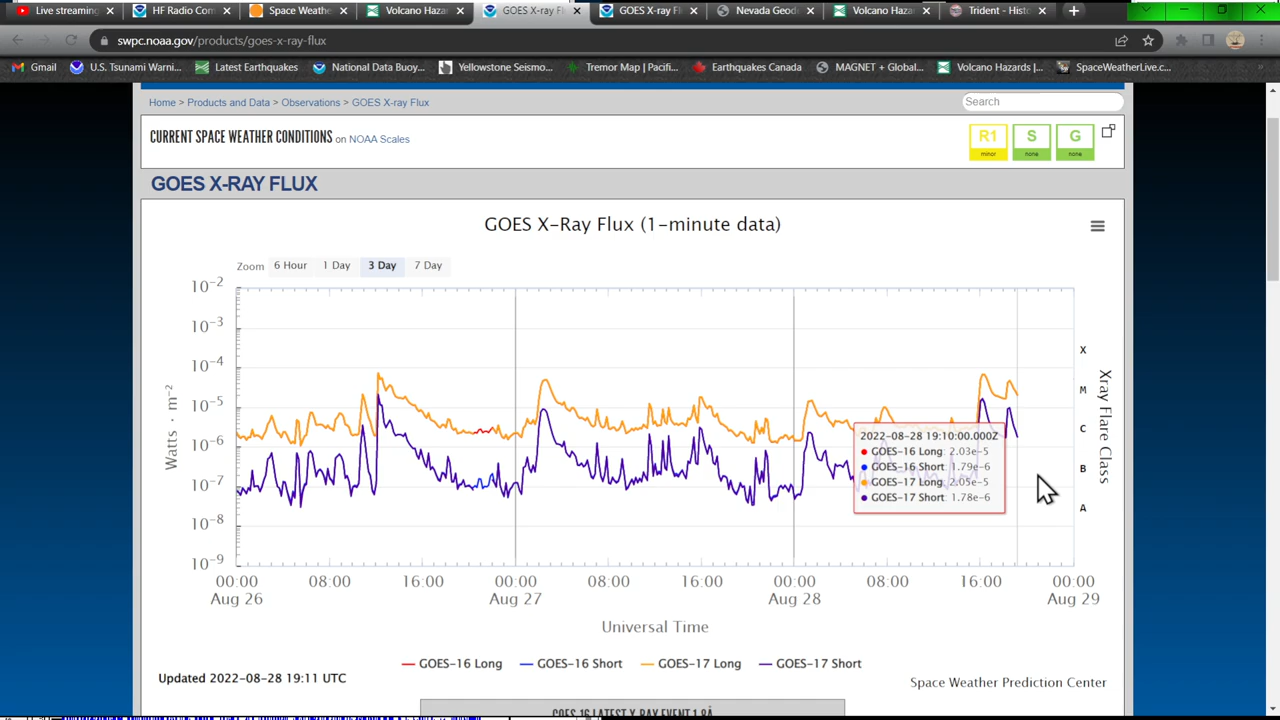 Live streaming
HF Radio Com
Space Weathe
Volcano Haza
GOES X-ray Fl
GOES X-ray Flu
Nevada Geod
Volcano Haza
Trident - Histo
swpc.noaa.gov/products/goes-x-ray-flux
Gmail
U.S. Tsunami Warni...
Latest Earthquakes
National Data Buoy...
Yellowstone Seismo...
Tremor Map | Pacifi...
Earthquakes Canada
MAGNET + Global...
Volcano Hazards |...
SpaceWeatherLive.c...
Home > Products and Data > Observations > GOES X-ray Flux
Search
CURRENT SPACE WEATHER CONDITIONS on NOAA Scales
R1
minor
S
none
G
none
GOES X-RAY FLUX
GOES X-Ray Flux (1-minute data)
Zoom 6 Hour 1 Day 3 Day 7 Day
10⁻²
10⁻³
10⁻⁴
10⁻⁵
10⁻⁶
10⁻⁷
10⁻⁸
10⁻⁹
Watts · m⁻²
X
M
C
B
A
Xray Flare Class
2022-08-28 19:10:00.000Z
GOES-16 Long: 2.03e-5
GOES-16 Short: 1.79e-6
GOES-17 Long: 2.05e-5
GOES-17 Short: 1.78e-6
00:00 08:00 16:00 00:00 08:00 16:00 00:00 08:00 16:00 00:00
Aug 26 Aug 27 Aug 28 Aug 29
Universal Time
GOES-16 Long GOES-16 Short GOES-17 Long GOES-17 Short
Updated 2022-08-28 19:11 UTC
Space Weather Prediction Center
GOES 16 LATEST X-RAY EVENT 1-8Å